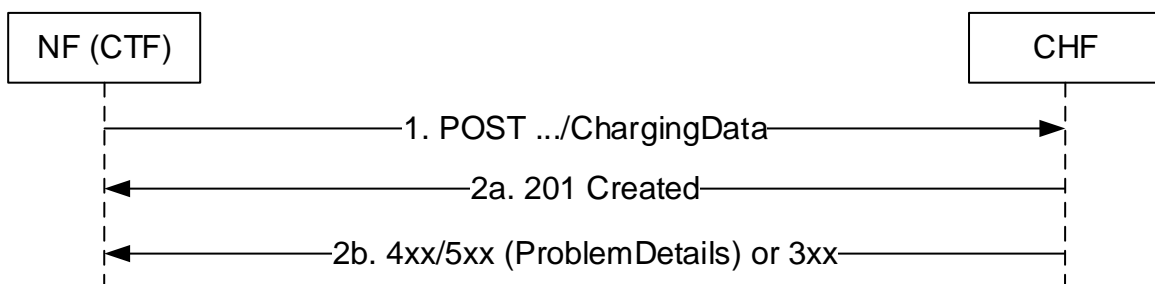 NF (CTF)
CHF
1. POST .../ChargingData
2a. 201 Created
2b. 4xx/5xx (ProblemDetails) or 3xx